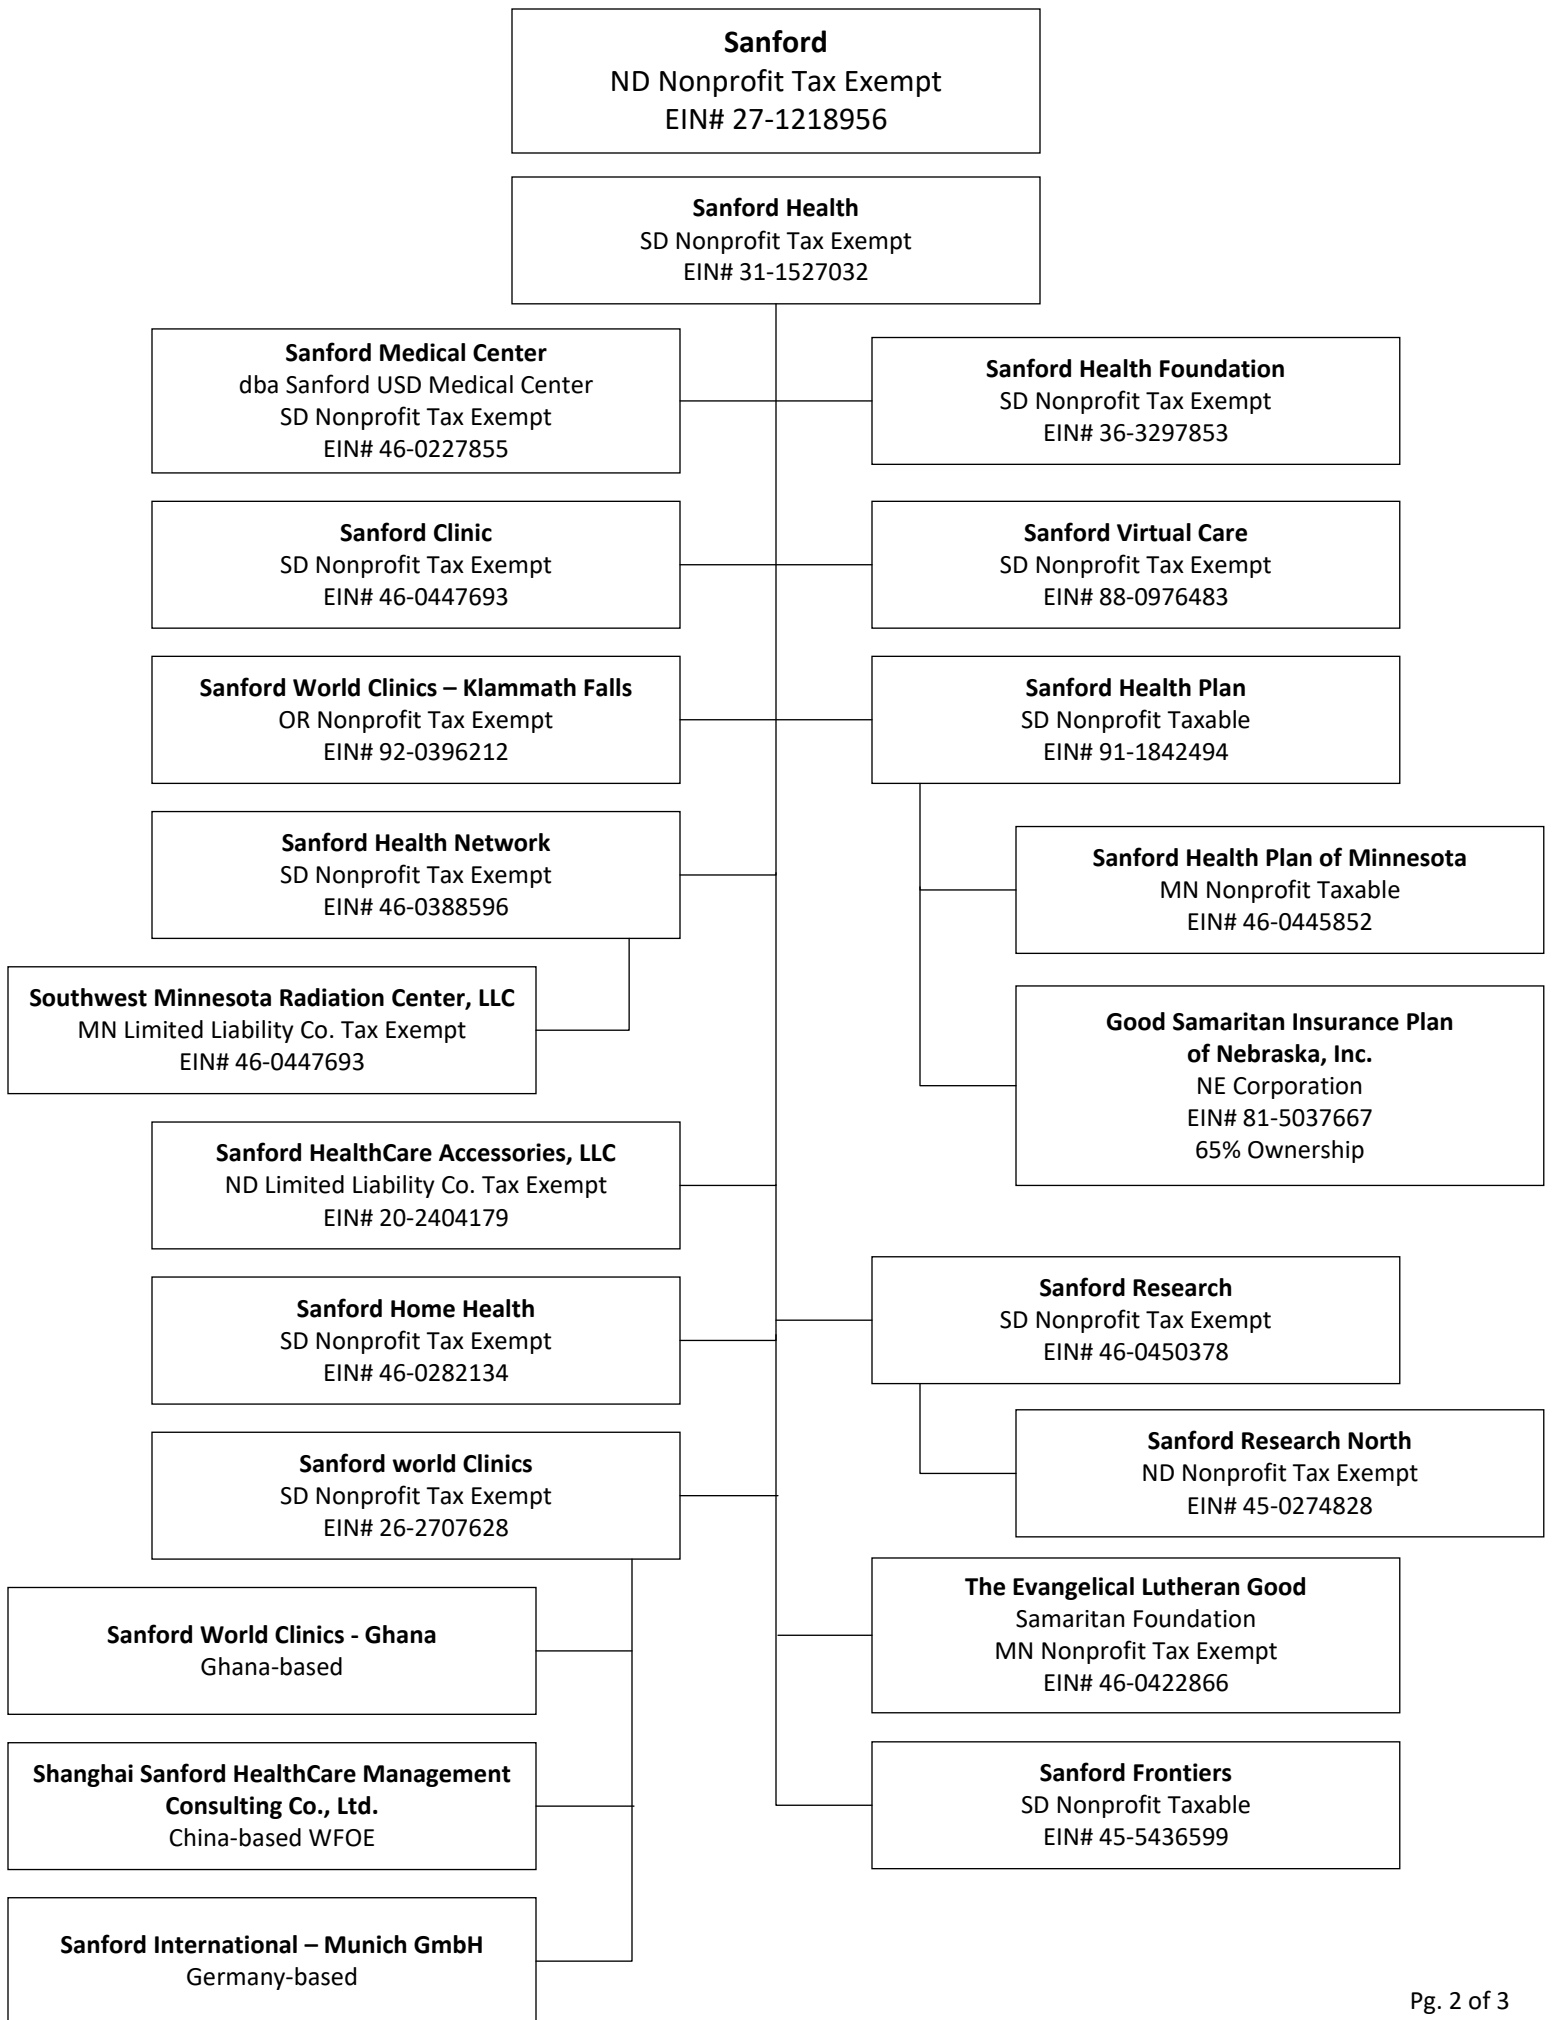 Sanford
ND Nonprofit Tax Exempt
EIN# 27-1218956
Sanford Health
SD Nonprofit Tax Exempt
EIN# 31-1527032
Sanford Medical Center
dba Sanford USD Medical Center
SD Nonprofit Tax Exempt
EIN# 46-0227855
Sanford Health Foundation
SD Nonprofit Tax Exempt
EIN# 36-3297853
Sanford Clinic
SD Nonprofit Tax Exempt
EIN# 46-0447693
Sanford Virtual Care
SD Nonprofit Tax Exempt
EIN# 88-0976483
Sanford World Clinics – Klammath Falls
OR Nonprofit Tax Exempt
EIN# 92-0396212
Sanford Health Plan
SD Nonprofit Taxable
EIN# 91-1842494
Sanford Health Network
SD Nonprofit Tax Exempt
EIN# 46-0388596
Sanford Health Plan of Minnesota
MN Nonprofit Taxable
EIN# 46-0445852
Southwest Minnesota Radiation Center, LLC
MN Limited Liability Co. Tax Exempt
EIN# 46-0447693
Good Samaritan Insurance Plan
of Nebraska, Inc.
NE Corporation
EIN# 81-5037667
65% Ownership
Sanford HealthCare Accessories, LLC
ND Limited Liability Co. Tax Exempt
EIN# 20-2404179
Sanford Home Health
SD Nonprofit Tax Exempt
EIN# 46-0282134
Sanford Research
SD Nonprofit Tax Exempt
EIN# 46-0450378
Sanford world Clinics
SD Nonprofit Tax Exempt
EIN# 26-2707628
Sanford Research North
ND Nonprofit Tax Exempt
EIN# 45-0274828
Sanford World Clinics - Ghana
Ghana-based
The Evangelical Lutheran Good
Samaritan Foundation
MN Nonprofit Tax Exempt
EIN# 46-0422866
Shanghai Sanford HealthCare Management
Consulting Co., Ltd.
China-based WFOE
Sanford Frontiers
SD Nonprofit Taxable
EIN# 45-5436599
Sanford International – Munich GmbH
Germany-based
Pg. 2 of 3